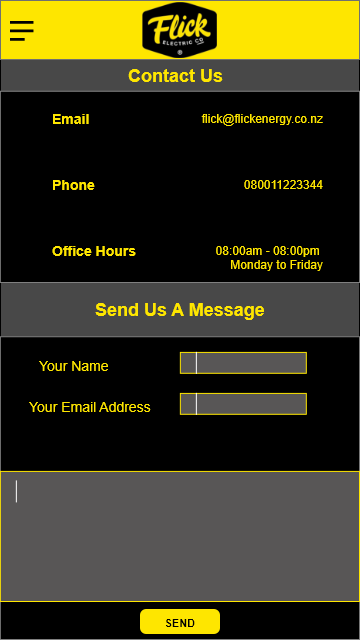 Flick
ELECTRIC CO
®
Contact Us
Email
flick@flickenergy.co.nz
Phone
080011223344
Office Hours
08:00am - 08:00pm
Monday to Friday
Send Us A Message
Your Name
Your Email Address
SEND